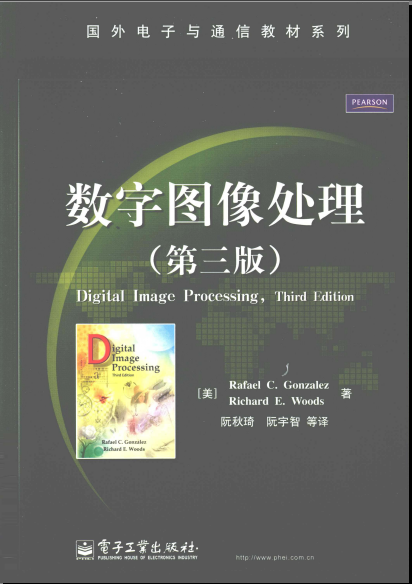 国外电子与通信教材系列
PEARSON
数字图像处理
（第三版）
Digital Image Processing, Third Edition
Digital
Image
Processing
Third Edition
Rafael C. Gonzalez
Richard E. Woods
[美] Rafael C. Gonzalez
Richard E. Woods 著
阮秋琦 阮宇智 等译
电子工业出版社
PUBLISHING HOUSE OF ELECTRONICS INDUSTRY
http://www.phei.com.cn